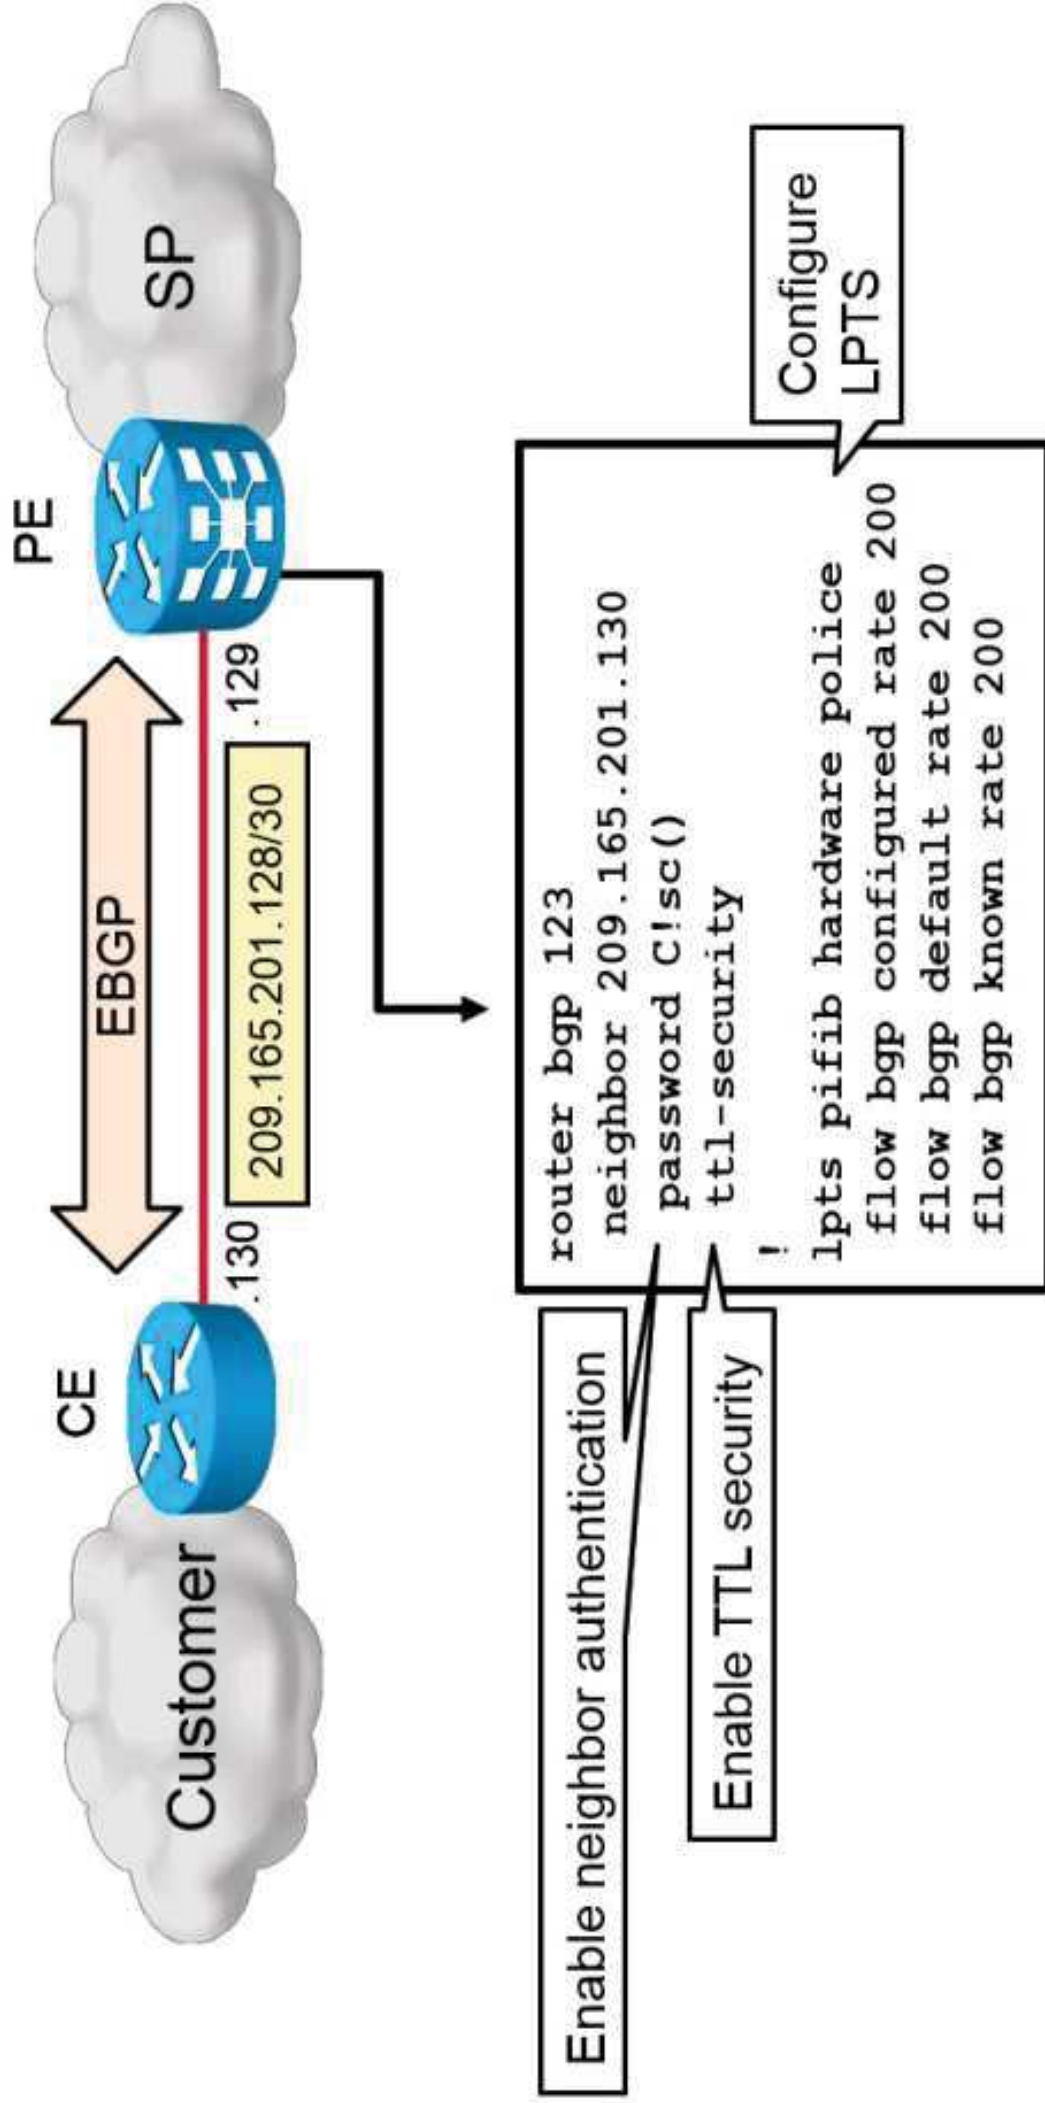 PE
CE
EBGP
Customer
SP
.130
.129
209.165.201.128/30
router bgp 123
neighbor 209.165.201.130
password C!sc()
ttl-security
!
lpts pifib hardware police
flow bgp configured rate 200
flow bgp default rate 200
flow bgp known rate 200
Enable neighbor authentication
Enable TTL security
Configure
LPTS